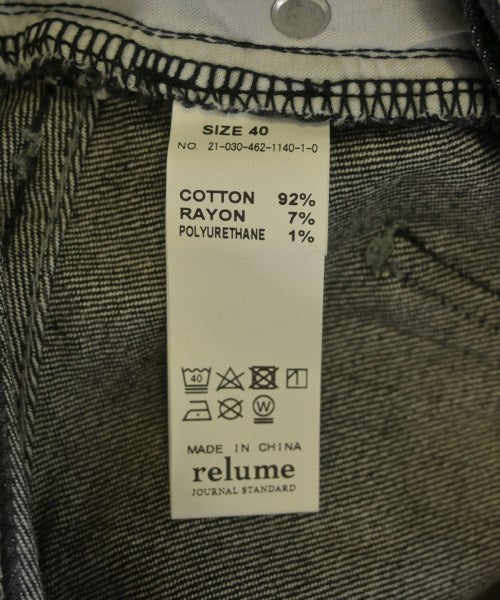 SIZE 40
NO. 21-030-462-1140-1-0
COTTON 92%
RAYON 7%
POLYURETHANE 1%
40
W
MADE IN CHINA
relume
JOURNAL STANDARD